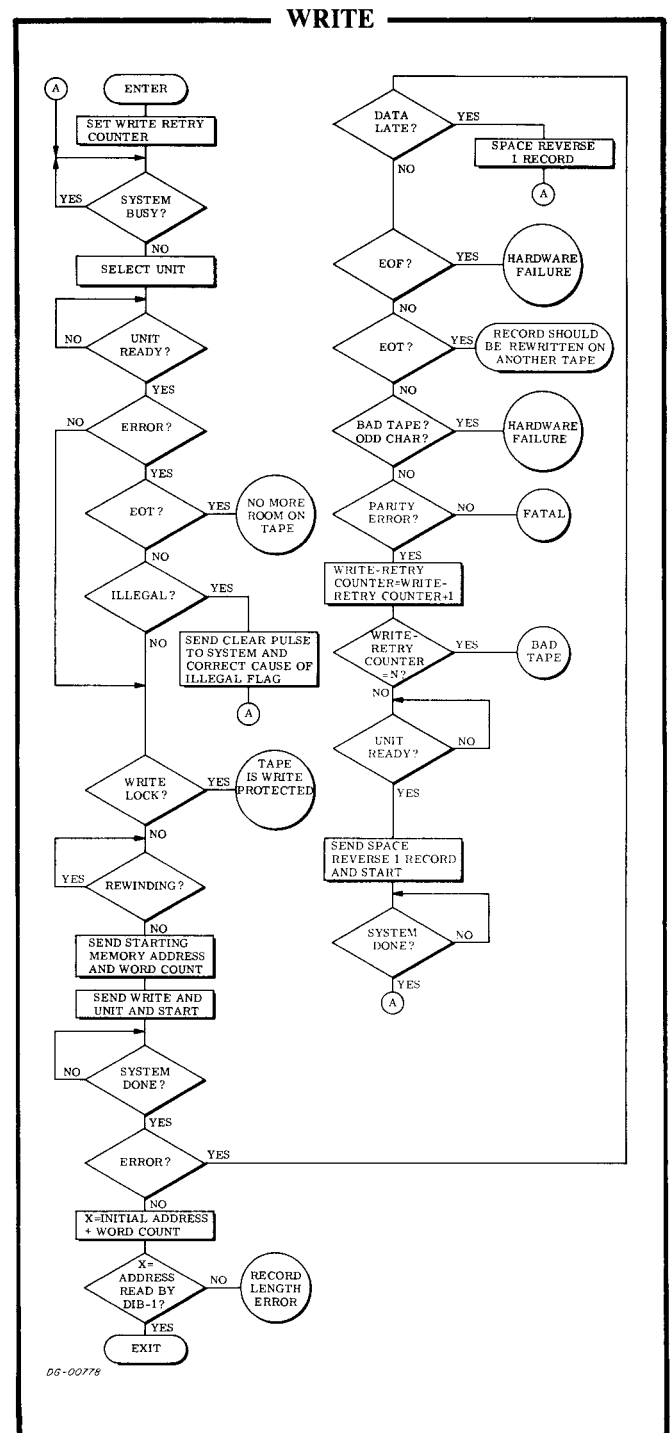 WRITE
A
ENTER
SET WRITE RETRY
COUNTER
YES
SYSTEM
BUSY?
NO
SELECT UNIT
NO
UNIT
READY?
YES
NO
ERROR?
YES
EOT?
YES
NO MORE
ROOM ON
TAPE
NO
ILLEGAL?
YES
NO
SEND CLEAR PULSE
TO SYSTEM AND
CORRECT CAUSE OF
ILLEGAL FLAG
A
WRITE
LOCK?
YES
TAPE
IS WRITE
PROTECTED
NO
YES
REWINDING?
NO
SEND STARTING
MEMORY ADDRESS
AND WORD COUNT
SEND WRITE AND
UNIT AND START
NO
SYSTEM
DONE?
YES
ERROR?
YES
NO
X=INITIAL ADDRESS
+ WORD COUNT
X=
ADDRESS
READ BY
DIB-1?
NO
RECORD
LENGTH
ERROR
YES
EXIT
DG-00778
DATA
LATE?
YES
SPACE REVERSE
1 RECORD
A
NO
EOF?
YES
HARDWARE
FAILURE
NO
EOT?
YES
RECORD SHOULD
BE REWRITTEN ON
ANOTHER TAPE
NO
BAD TAPE?
ODD CHAR?
YES
HARDWARE
FAILURE
NO
PARITY
ERROR?
NO
FATAL
YES
WRITE-RETRY
COUNTER=WRITE-
RETRY COUNTER+1
WRITE-
RETRY
COUNTER
=N?
YES
BAD
TAPE
NO
UNIT
READY?
NO
YES
SEND SPACE
REVERSE 1 RECORD
AND START
SYSTEM
DONE?
NO
YES
A